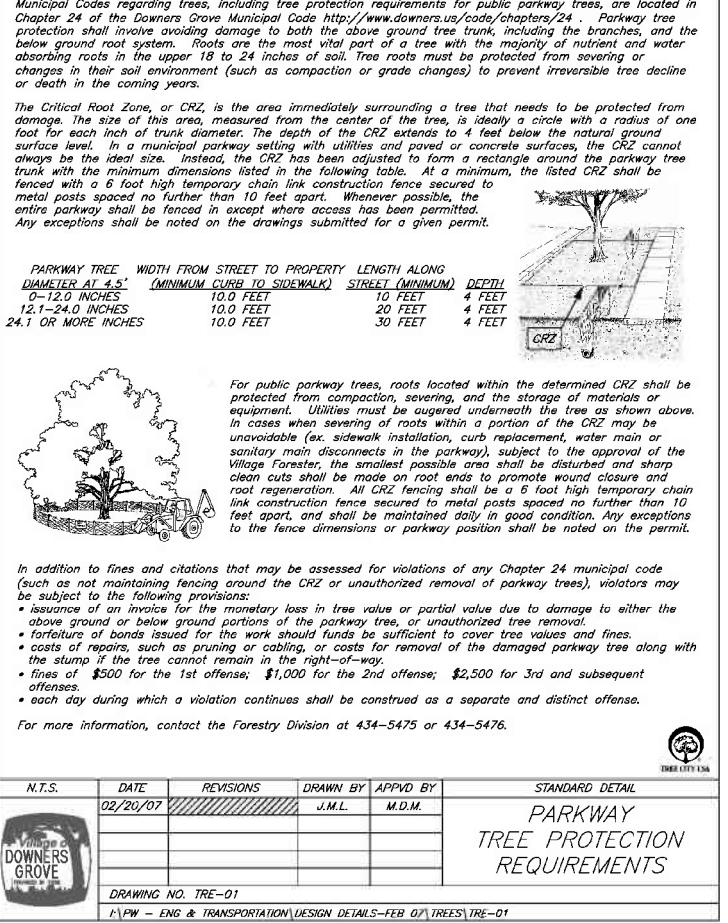 Municipal Codes regarding trees, including tree protection requirements for public parkway trees, are located in
Chapter 24 of the Downers Grove Municipal Code http://www.downers.us/code/chapters/24 . Parkway tree
protection shall involve avoiding damage to both the above ground tree trunk, including the branches, and the
below ground root system. Roots are the most vital part of a tree with the majority of nutrient and water
absorbing roots in the upper 18 to 24 inches of soil. Tree roots must be protected from severing or
changes in their soil environment (such as compaction or grade changes) to prevent irreversible tree decline
or death in the coming years.
The Critical Root Zone, or CRZ, is the area immediately surrounding a tree that needs to be protected from
damage. The size of this area, measured from the center of the tree, is ideally a circle with a radius of one
foot for each inch of trunk diameter. The depth of the CRZ extends to 4 feet below the natural ground
surface level. In a municipal parkway setting with utilities and paved or concrete surfaces, the CRZ cannot
always be the ideal size. Instead, the CRZ has been adjusted to form a rectangle around the parkway tree
trunk with the minimum dimensions listed in the following table. At a minimum, the listed CRZ shall be
fenced with a 6 foot high temporary chain link construction fence secured to
metal posts spaced no further than 10 feet apart. Whenever possible, the
entire parkway shall be fenced in except where access has been permitted.
Any exceptions shall be noted on the drawings submitted for a given permit.
PARKWAY TREE WIDTH FROM STREET TO PROPERTY LENGTH ALONG
DIAMETER AT 4.5' (MINIMUM CURB TO SIDEWALK) STREET (MINIMUM) DEPTH
0-12.0 INCHES 10.0 FEET 10 FEET 4 FEET
12.1-24.0 INCHES 10.0 FEET 20 FEET 4 FEET
24.1 OR MORE INCHES 10.0 FEET 30 FEET 4 FEET
CRZ
For public parkway trees, roots located within the determined CRZ shall be
protected from compaction, severing, and the storage of materials or
equipment. Utilities must be augered underneath the tree as shown above.
In cases when severing of roots within a portion of the CRZ may be
unavoidable (ex. sidewalk installation, curb replacement, water main or
sanitary main disconnects in the parkway), subject to the approval of the
Village Forester, the smallest possible area shall be disturbed and sharp
clean cuts shall be made on root ends to promote wound closure and
root regeneration. All CRZ fencing shall be a 6 foot high temporary chain
link construction fence secured to metal posts spaced no further than 10
feet apart, and shall be maintained daily in good condition. Any exceptions
to the fence dimensions or parkway position shall be noted on the permit.
In addition to fines and citations that may be assessed for violations of any Chapter 24 municipal code
(such as not maintaining fencing around the CRZ or unauthorized removal of parkway trees), violators may
be subject to the following provisions:
• issuance of an invoice for the monetary loss in tree value or partial value due to damage to either the
above ground or below ground portions of the parkway tree, or unauthorized tree removal.
• forfeiture of bonds issued for the work should funds be sufficient to cover tree values and fines.
• costs of repairs, such as pruning or cabling, or costs for removal of the damaged parkway tree along with
the stump if the tree cannot remain in the right-of-way.
• fines of $500 for the 1st offense; $1,000 for the 2nd offense; $2,500 for 3rd and subsequent
offenses.
• each day during which a violation continues shall be construed as a separate and distinct offense.
For more information, contact the Forestry Division at 434-5475 or 434-5476.
TREE CITY USA
N.T.S. DATE REVISIONS DRAWN BY APPVD BY STANDARD DETAIL
02/20/07 J.M.L. M.D.M.
PARKWAY
TREE PROTECTION
REQUIREMENTS
Village of
DOWNERS
GROVE
DRAWING NO. TRE-01
I:\PW - ENG & TRANSPORTATION\DESIGN DETAILS-FEB 07\TREES\TRE-01